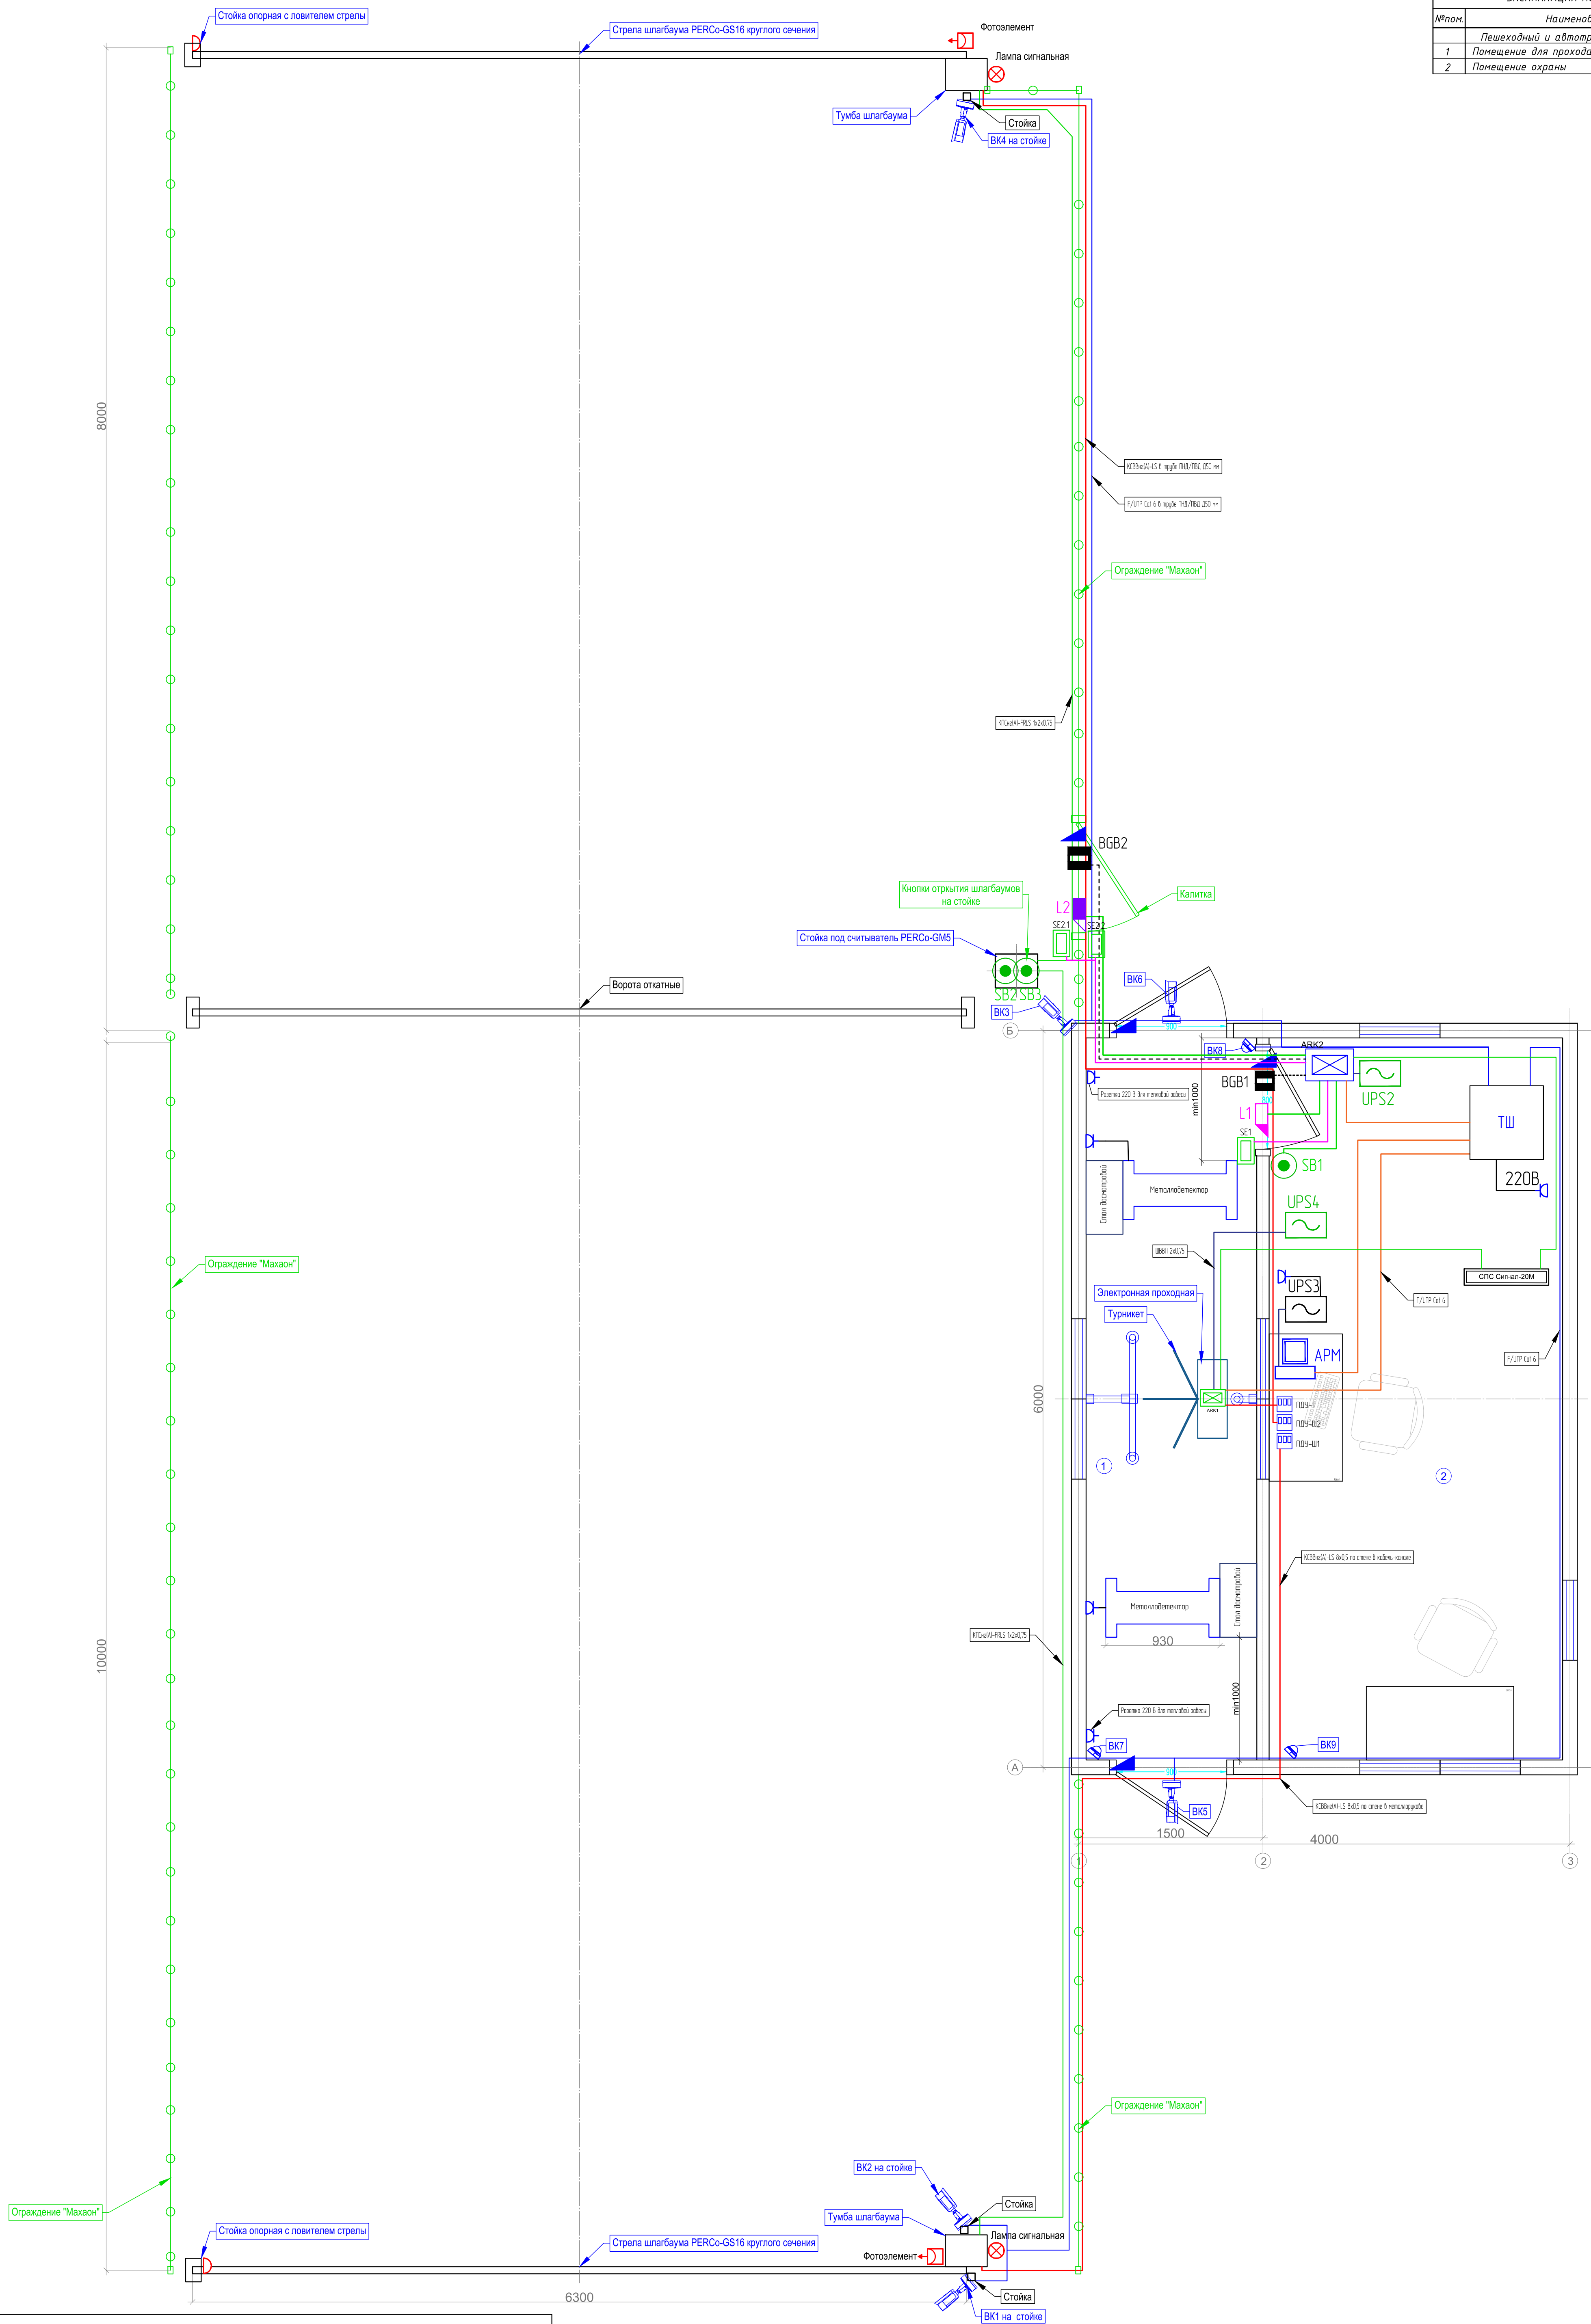 №пом.
Наименов
Пешеходный и автотр
1
Помещение для прохода
2
Помещение охраны
Стойка опорная с ловителем стрелы
Стрела шлагбаума PERCo-GS16 круглого сечения
Фотоэлемент
Лампа сигнальная
Тумба шлагбаума
Стойка
ВК4 на стойке
8000
КСВВнг(А)-LS в трубе ПНД/ПВД Д50 мм
F/UTP Cat 6 в трубе ПНД/ПВД Д50 мм
Ограждение "Махаон"
КПСнг(А)-FRLS 1х2х0,75
BGB2
Кнопки открытия шлагбаумов
на стойке
Калитка
L2
SE2.1
SE2.2
Стойка под считыватель PERCo-GM5
SB2
SB3
Ворота откатные
ВК6
ВК3
Б
900
ВК8
ARK2
BGB1
UPS2
Розетка 220 В для тепловой завесы
min1000
800
L1
SE1
ТШ
SB1
220В
Стол досмотровой
Металлодетектор
UPS4
ШВВП 2х0,75
Ограждение "Махаон"
СПС Сигнал-20М
Электронная проходная
UPS3
F/UTP Cat 6
Турникет
АРМ
F/UTP Cat 6
6000
ARK1
ПДУ-Т
ПДУ-Ш2
ПДУ-Ш1
1
2
КСВВнг(А)-LS 8х0,5 по стене в кабель-канале
Металлодетектор
Стол досмотровой
КПСнг(А)-FRLS 1х2х0,75
930
10000
min1000
Розетка 220 В для тепловой завесы
ВК7
ВК9
А
900
КСВВнг(А)-LS 8х0,5 по стене в металлорукаве
ВК5
1500
4000
1
2
3
Ограждение "Махаон"
ВК2 на стойке
Стойка
Ограждение "Махаон"
Тумба шлагбаума
Стойка опорная с ловителем стрелы
Стрела шлагбаума PERCo-GS16 круглого сечения
Лампа сигнальная
Фотоэлемент
6300
Стойка
ВК1 на стойке